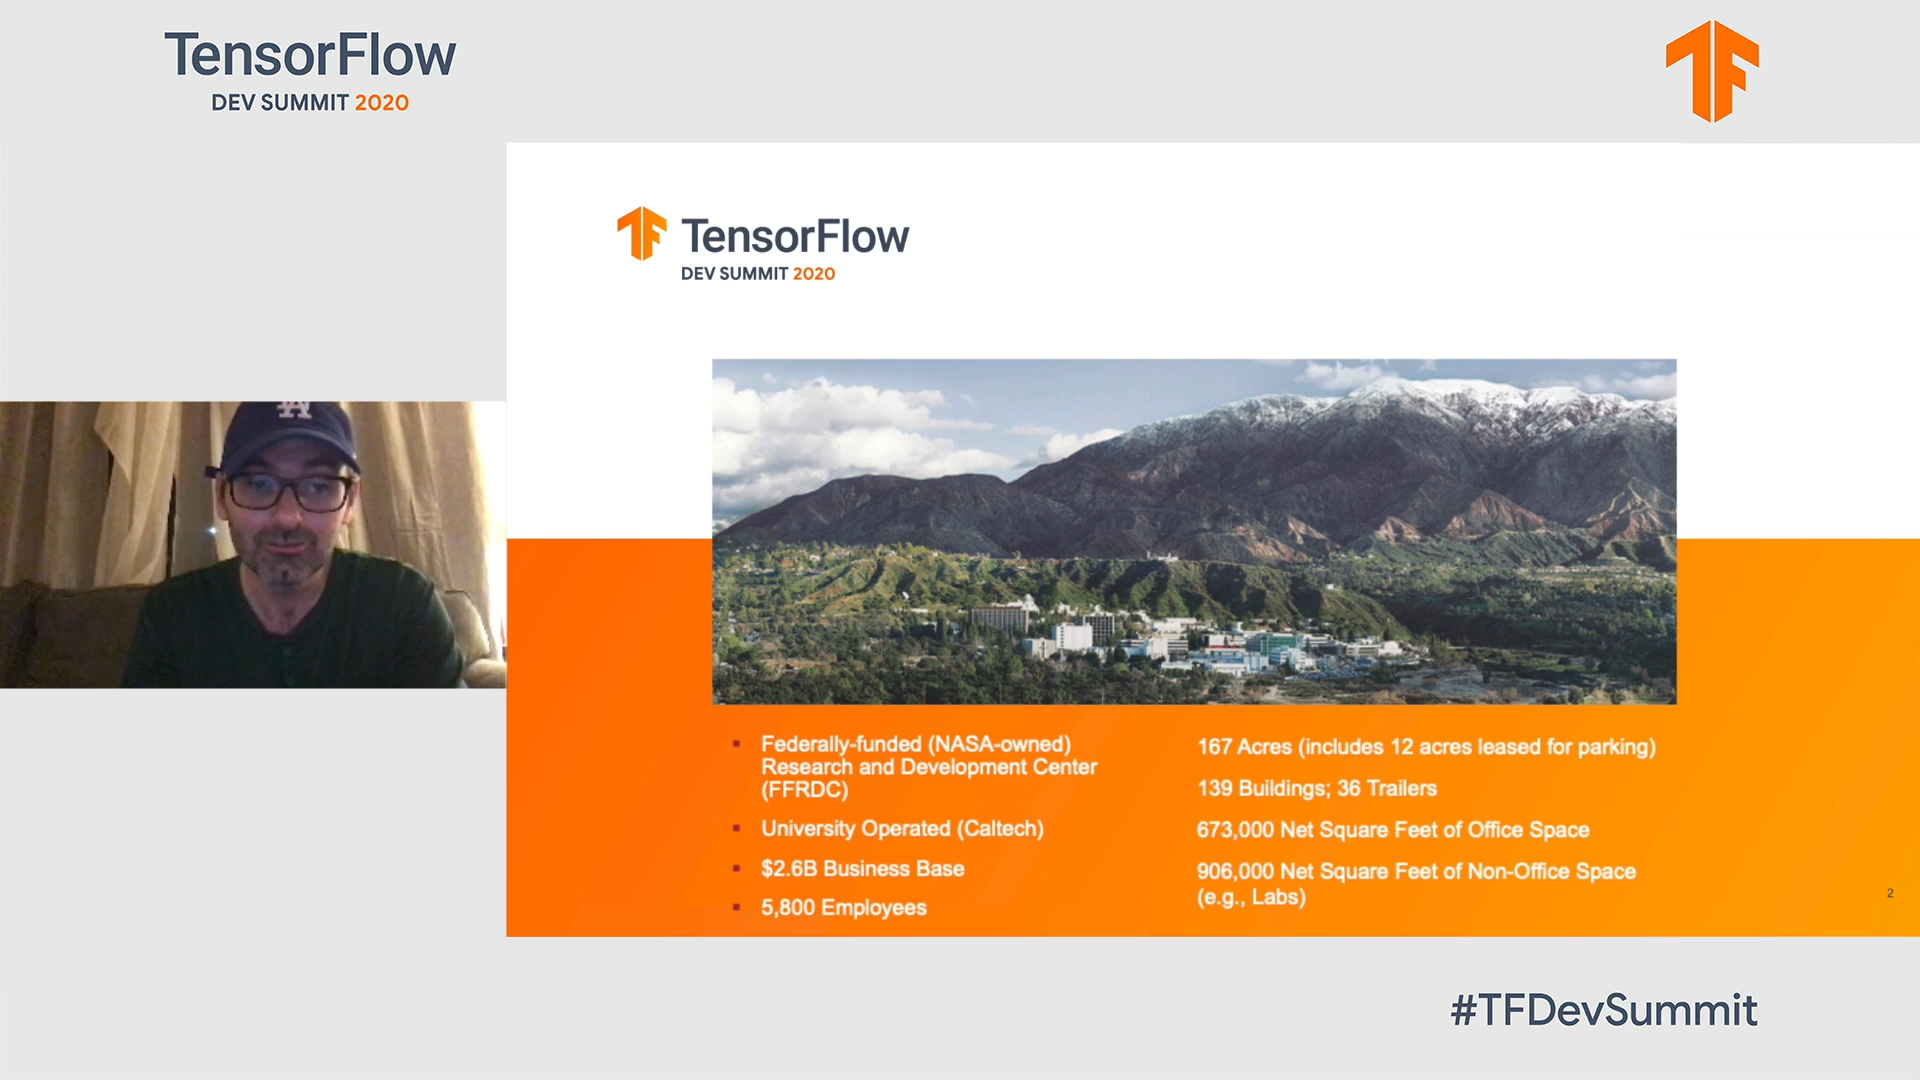 TensorFlow
DEV SUMMIT 2020
TensorFlow
DEV SUMMIT 2020
LA
Federally-funded (NASA-owned)
Research and Development Center
(FFRDC)
University Operated (Caltech)
$2.6B Business Base
5,800 Employees
167 Acres (includes 12 acres leased for parking)
139 Buildings; 36 Trailers
673,000 Net Square Feet of Office Space
906,000 Net Square Feet of Non-Office Space
(e.g., Labs)
2
#TFDevSummit